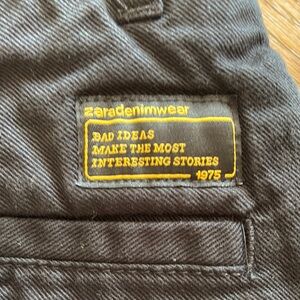 zaradenimwear
BAD IDEAS
MAKE THE MOST
INTERESTING STORIES
1975